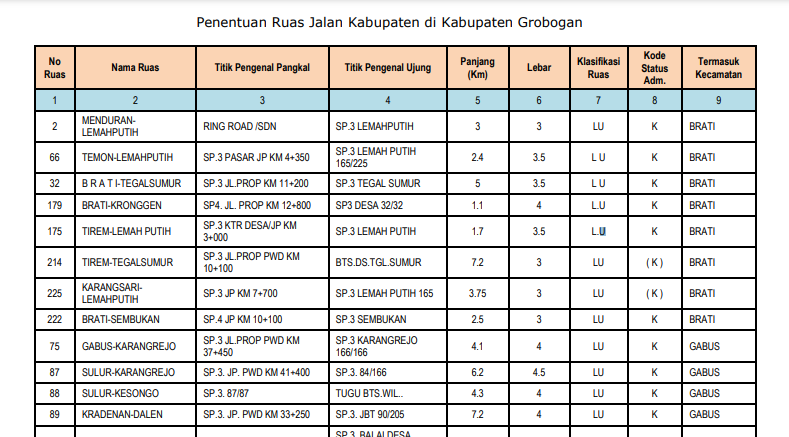 Penentuan Ruas Jalan Kabupaten di Kabupaten Grobogan
No Ruas Nama Ruas Titik Pengenal Pangkal Titik Pengenal Ujung Panjang (Km) Lebar Klasifikasi Ruas Kode Status Adm. Termasuk Kecamatan
1 2 3 4 5 6 7 8 9
2 MENDURAN-LEMAHPUTIH RING ROAD /SDN SP.3 LEMAHPUTIH 3 3 LU K BRATI
66 TEMON-LEMAHPUTIH SP.3 PASAR JP KM 4+350 SP.3 LEMAH PUTIH 165/225 2.4 3.5 L U K BRATI
32 B R A T I-TEGALSUMUR SP.3 JL.PROP KM 11+200 SP.3 TEGAL SUMUR 5 3.5 L.U K BRATI
179 BRATI-KRONGGEN SP4. JL. PROP KM 12+800 SP3 DESA 32/32 1.1 4 L.U K BRATI
175 TIREM-LEMAH PUTIH SP.3 KTR DESA/JP KM 3+000 SP.3 LEMAH PUTIH 1.7 3.5 L.U K BRATI
214 TIREM-TEGALSUMUR SP.3 JL.PROP PWD KM 10+100 BTS.DS.TGL.SUMUR 7.2 3 LU ( K ) BRATI
225 KARANGSARI-LEMAHPUTIH SP.3 JP KM 7+700 SP.3 LEMAH PUTIH 165 3.75 3 LU ( K ) BRATI
222 BRATI-SEMBUKAN SP.4 JP KM 10+100 SP.3 SEMBUKAN 2.5 3 LU K BRATI
75 GABUS-KARANGREJO SP.3 JL.PROP PWD KM 37+450 SP.3 KARANGREJO 166/166 4.1 4 LU K GABUS
87 SULUR-KARANGREJO SP.3. JP. PWD KM 41+400 SP.3. 84/166 6.2 4.5 LU K GABUS
88 SULUR-KESONGO SP.3. 87/87 TUGU BTS.WIL.. 4.3 4 LU K GABUS
89 KRADENAN-DALEN SP.3. JP. PWD KM 33+250 SP.3. JBT 90/205 7.2 4 LU K GABUS
SP.3. BALAI DESA